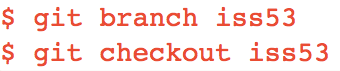 $ git branch iss53
$ git checkout iss53